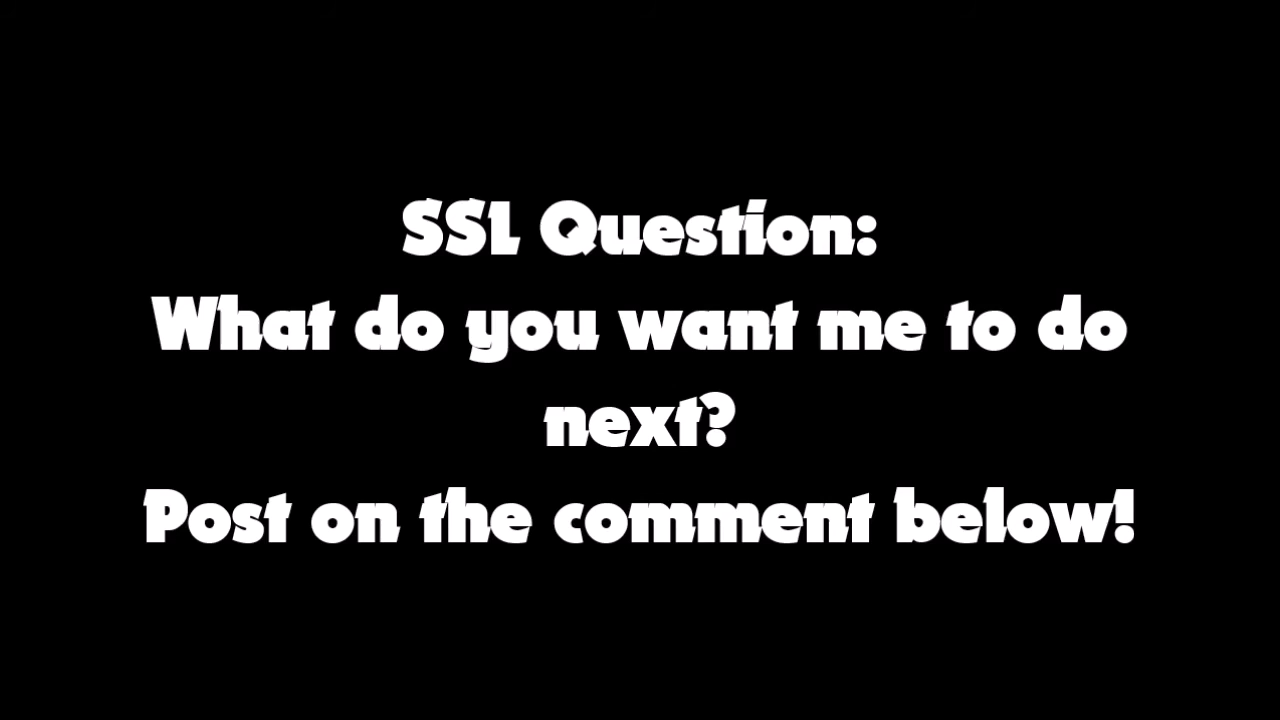 SSL Question:
What do you want me to do
next?
Post on the comment below!